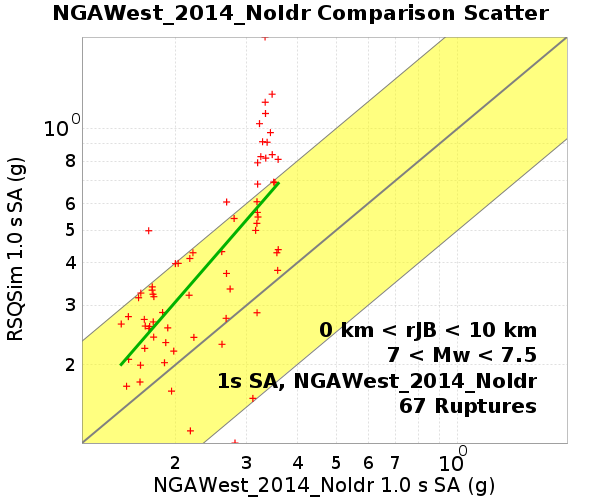 NGAWest_2014_NoIdr Comparison Scatter
RSQSim 1.0 s SA (g)
10⁰
8
6
5
4
3
2
0 km < rJB < 10 km
7 < Mw < 7.5
1s SA, NGAWest_2014_NoIdr
67 Ruptures
2 3 4 5 6 7 10⁰
NGAWest_2014_NoIdr 1.0 s SA (g)